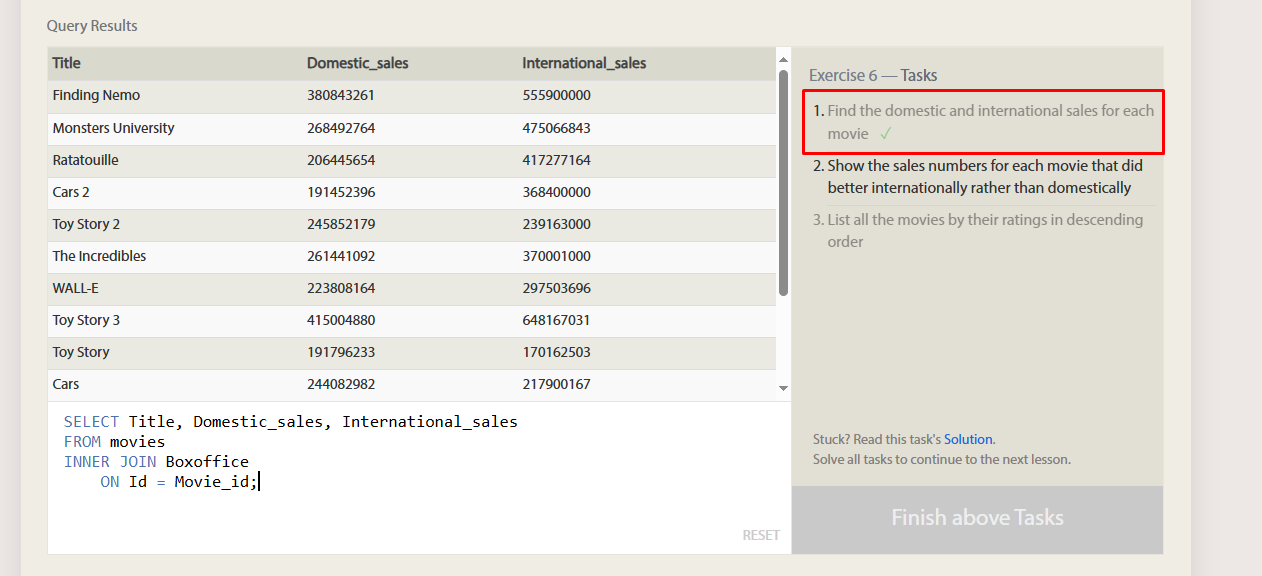 Query Results
Title Domestic_sales International_sales
Finding Nemo 380843261 555900000
Monsters University 268492764 475066843
Ratatouille 206445654 417277164
Cars 2 191452396 368400000
Toy Story 2 245852179 239163000
The Incredibles 261441092 370001000
WALL-E 223808164 297503696
Toy Story 3 415004880 648167031
Toy Story 191796233 170162503
Cars 244082982 217900167
SELECT Title, Domestic_sales, International_sales
FROM movies
INNER JOIN Boxoffice
ON Id = Movie_id;
RESET
Exercise 6 — Tasks
1. Find the domestic and international sales for each
movie ✓
2. Show the sales numbers for each movie that did
better internationally rather than domestically
3. List all the movies by their ratings in descending
order
Stuck? Read this task's Solution.
Solve all tasks to continue to the next lesson.
Finish above Tasks